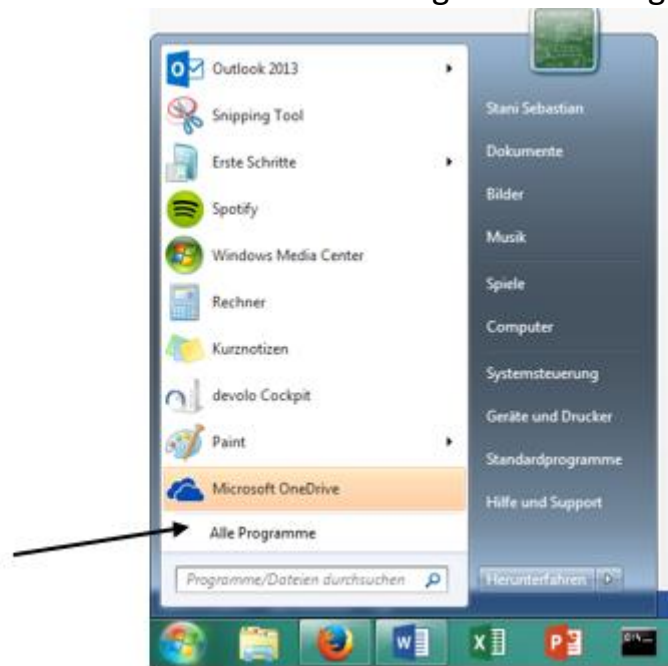 Outlook 2013
Snipping Tool
Erste Schritte
Spotify
Windows Media Center
Rechner
Kurznotizen
devolo Cockpit
Paint
Microsoft OneDrive
Alle Programme
Programme/Dateien durchsuchen
Stani Sebastian
Dokumente
Bilder
Musik
Spiele
Computer
Systemsteuerung
Geräte und Drucker
Standardprogramme
Hilfe und Support
Herunterfahren